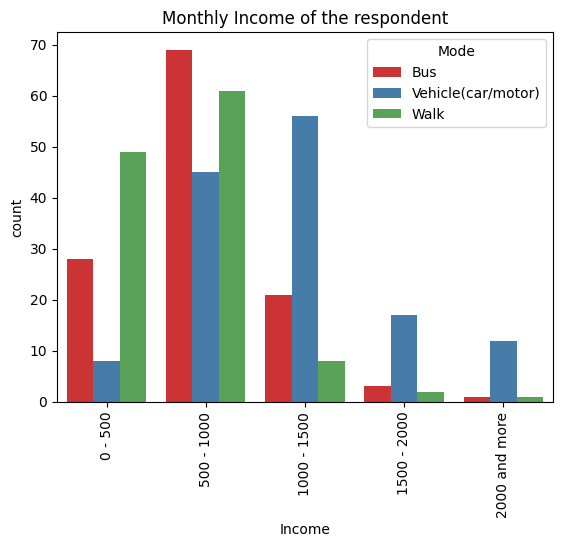 Monthly Income of the respondent
Mode
Bus
Vehicle(car/motor)
Walk
count
70
60
50
40
30
20
10
0
0 - 500
500 - 1000
1000 - 1500
1500 - 2000
2000 and more
Income